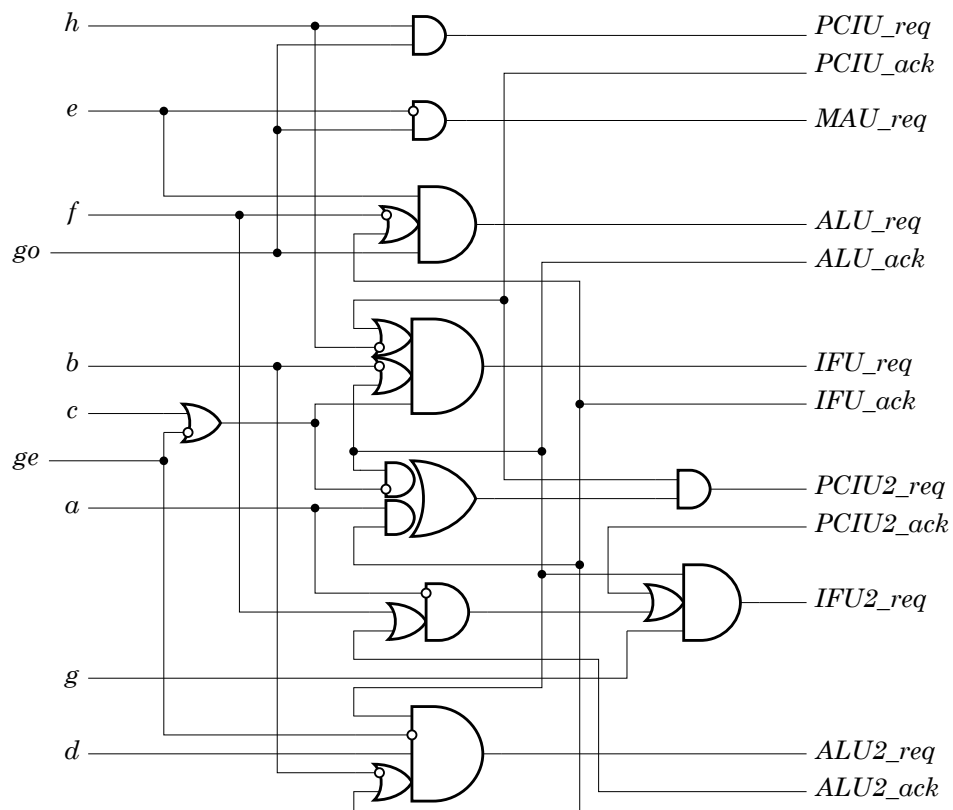 h
PCIU_req
PCIU_ack
e
MAU_req
f
ALU_req
go
ALU_ack
b
IFU_req
c
IFU_ack
ge
PCIU2_req
a
PCIU2_ack
IFU2_req
g
d
ALU2_req
ALU2_ack